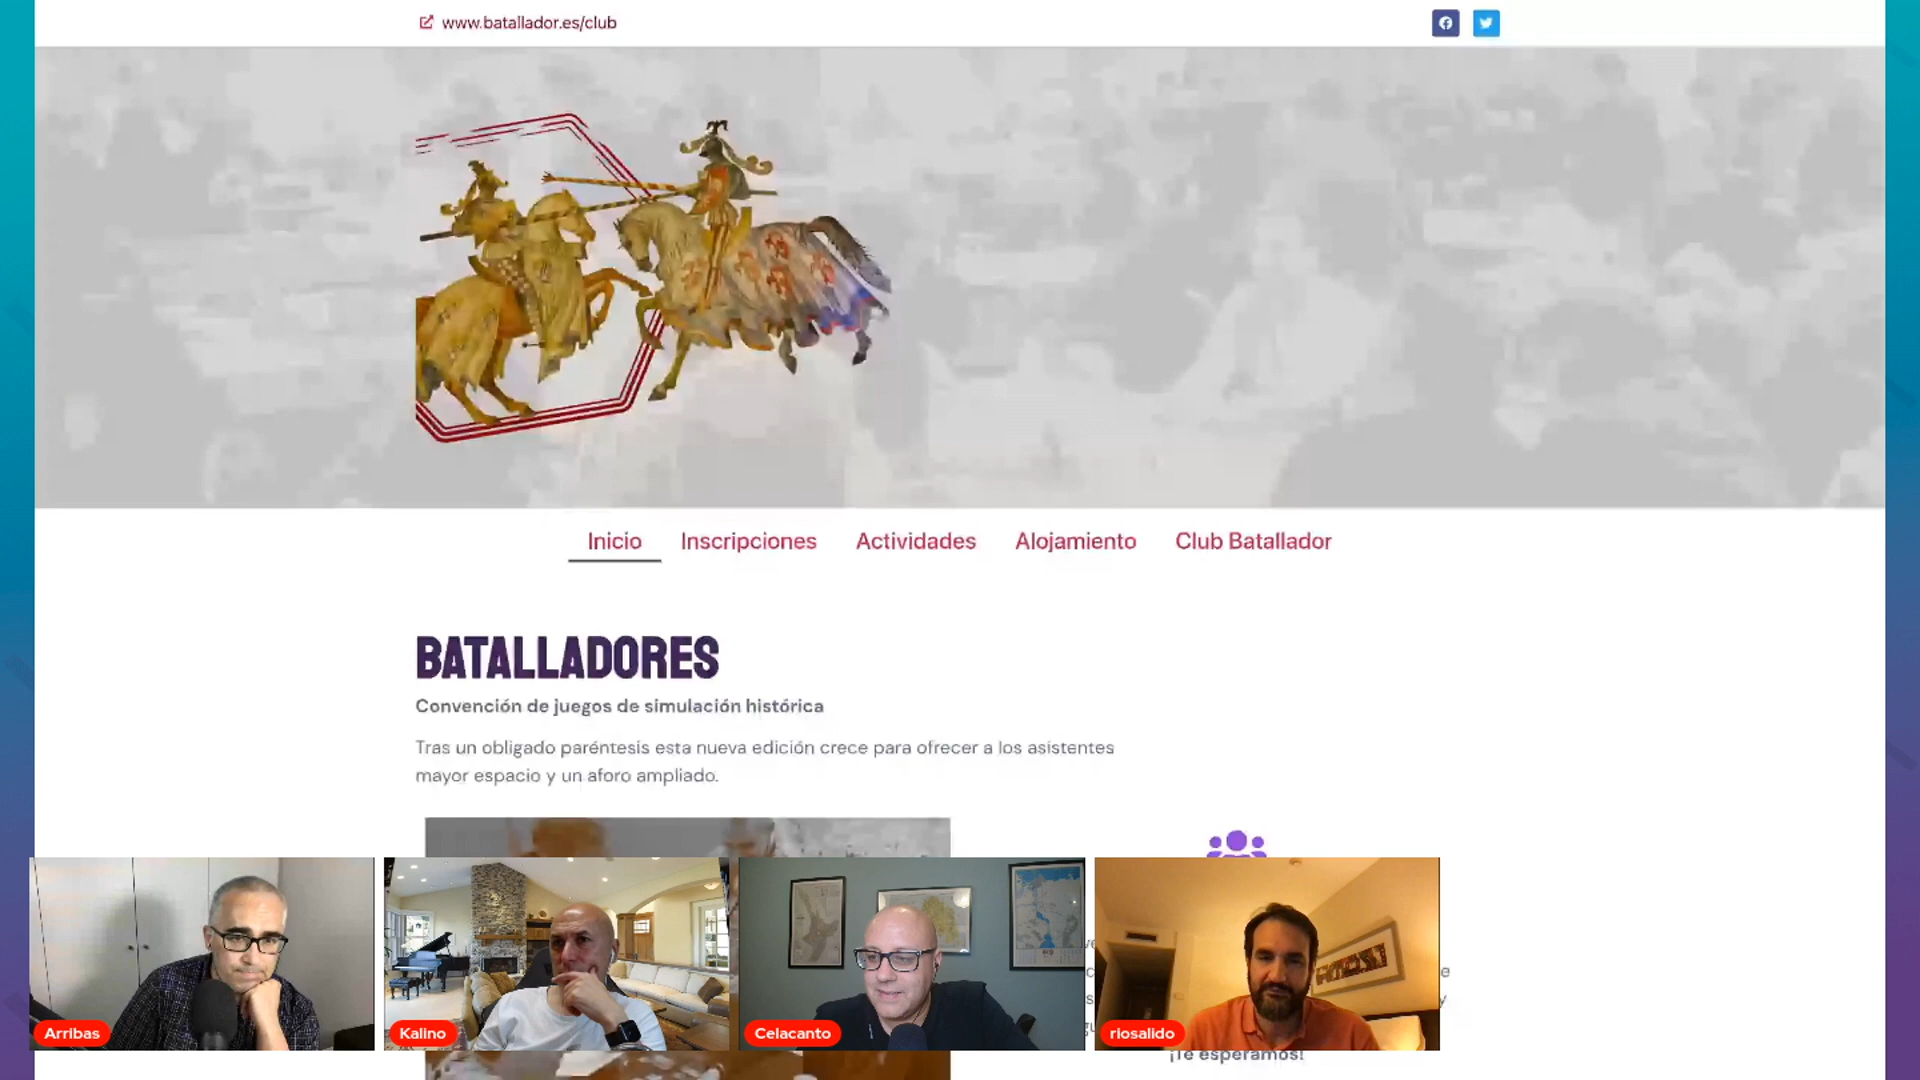 www.batallador.es/club
Inicio
Inscripciones
Actividades
Alojamiento
Club Batallador
BATALLADORES
Convención de juegos de simulación histórica
Tras un obligado paréntesis esta nueva edición crece para ofrecer a los asistentes
mayor espacio y un aforo ampliado.
Arribas
Kalino
Celacanto
riosalido
¡Te esperamos!